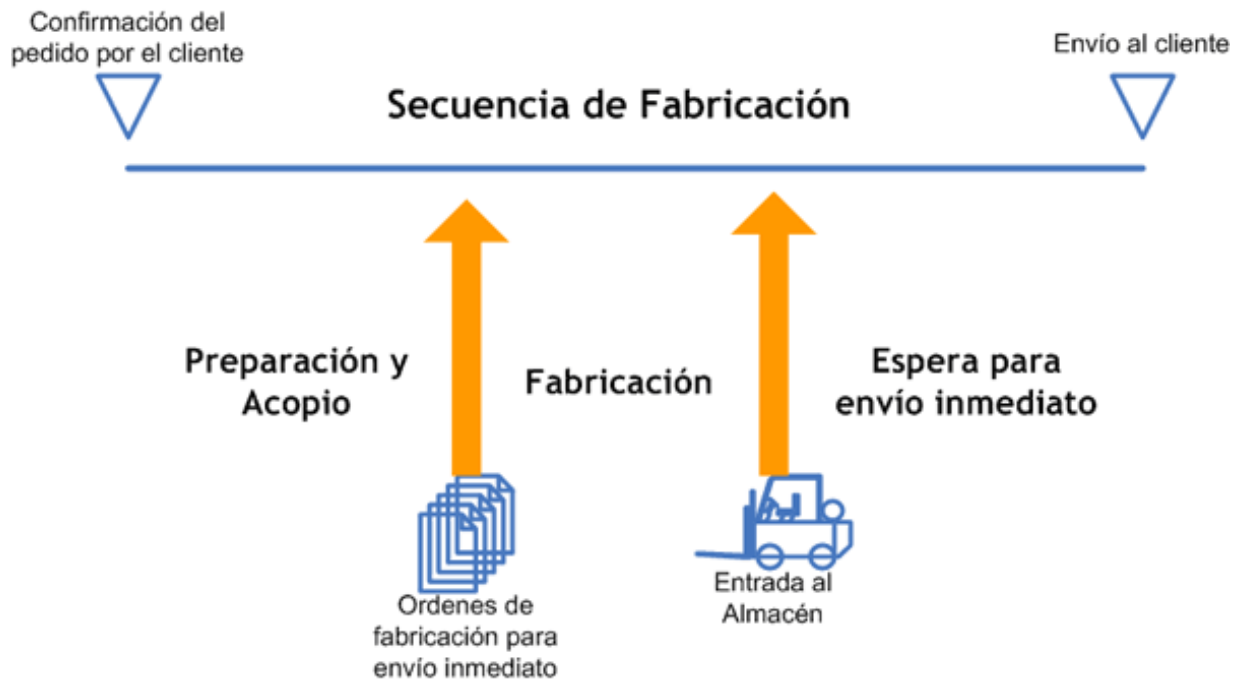 Confirmación del
pedido por el cliente
Envío al cliente
Secuencia de Fabricación
Preparación y
Acopio
Fabricación
Espera para
envío inmediato
Ordenes de
fabricación para
envío inmediato
Entrada al
Almacén